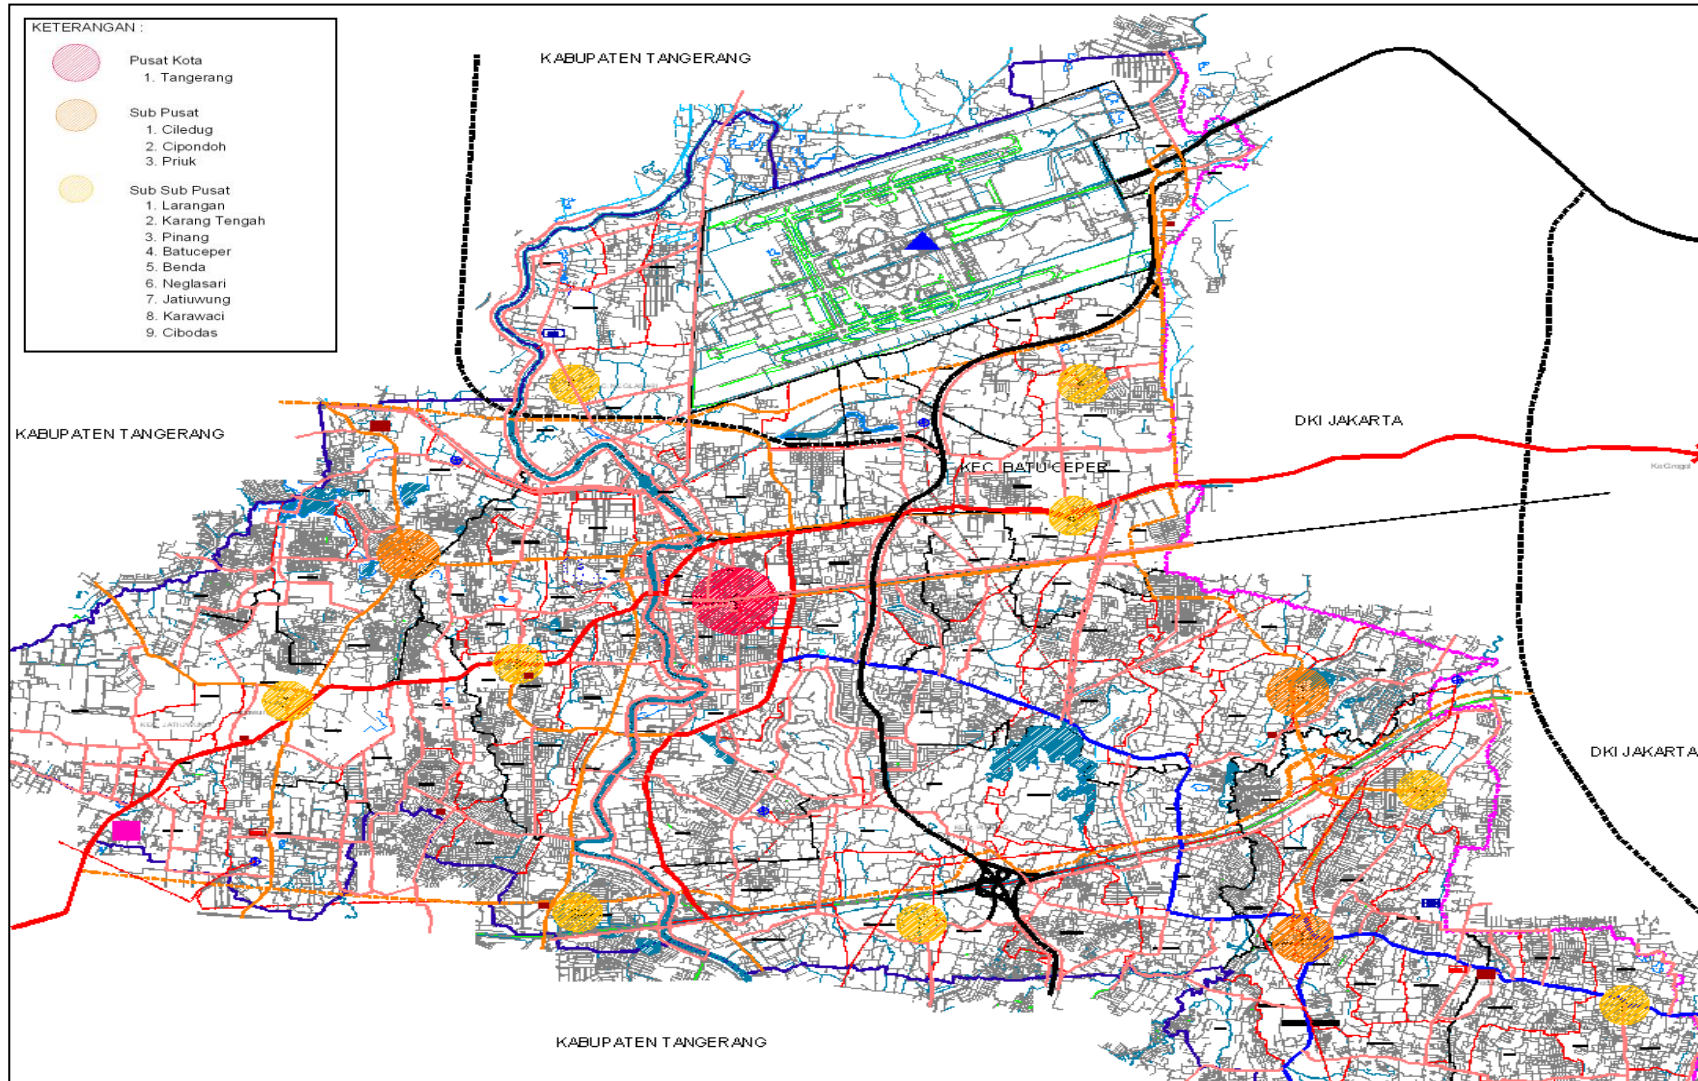 KETERANGAN :
Pusat Kota
1. Tangerang
Sub Pusat
1. Ciledug
2. Cipondoh
3. Priuk
Sub Sub Pusat
1. Larangan
2. Karang Tengah
3. Pinang
4. Batuceper
5. Benda
6. Neglasari
7. Jatiuwung
8. Karawaci
9. Cibodas
KABUPATEN TANGERANG
KABUPATEN TANGERANG
DKI JAKARTA
KEC. BATU CEPER
KEC. JATIUWUNG
DKI JAKARTA
KABUPATEN TANGERANG